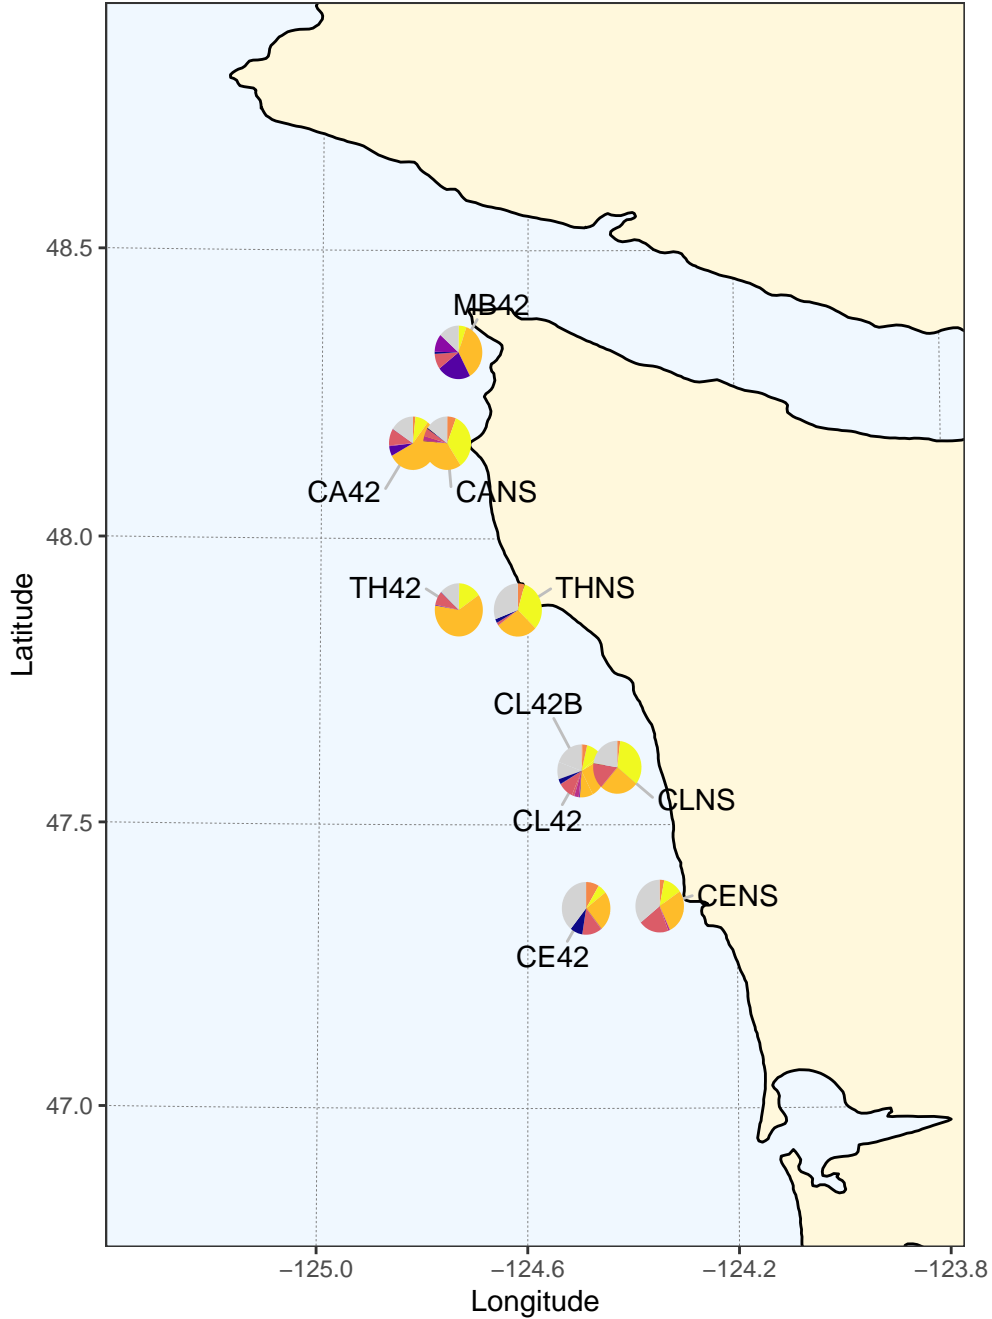 48.5
MB42
CA42
CANS
48.0
TH42
THNS
CL42B
CLNS
CL42
47.5
CENS
CE42
47.0
Latitude
−125.0
−124.6
−124.2
−123.8
Longitude